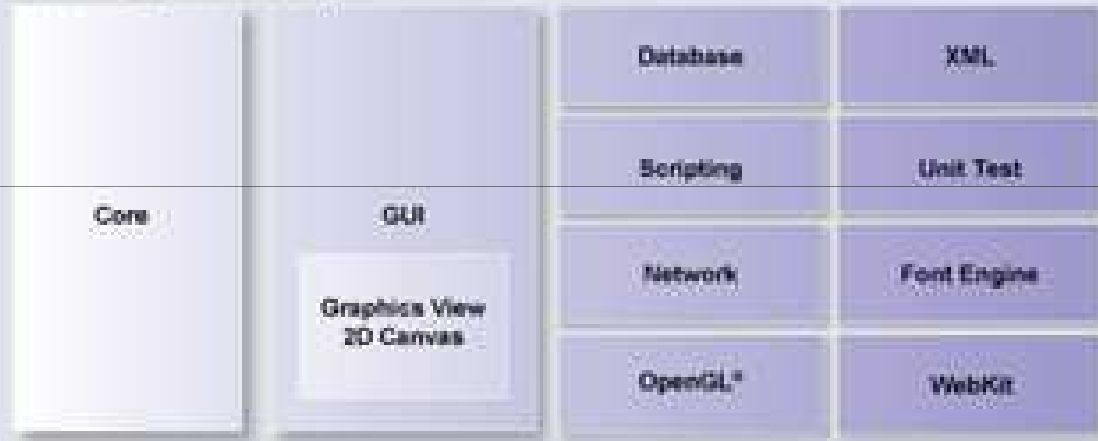 Core
GUI
Graphics View
2D Canvas
Database
XML
Scripting
Unit Test
Network
Font Engine
OpenGL®
WebKit